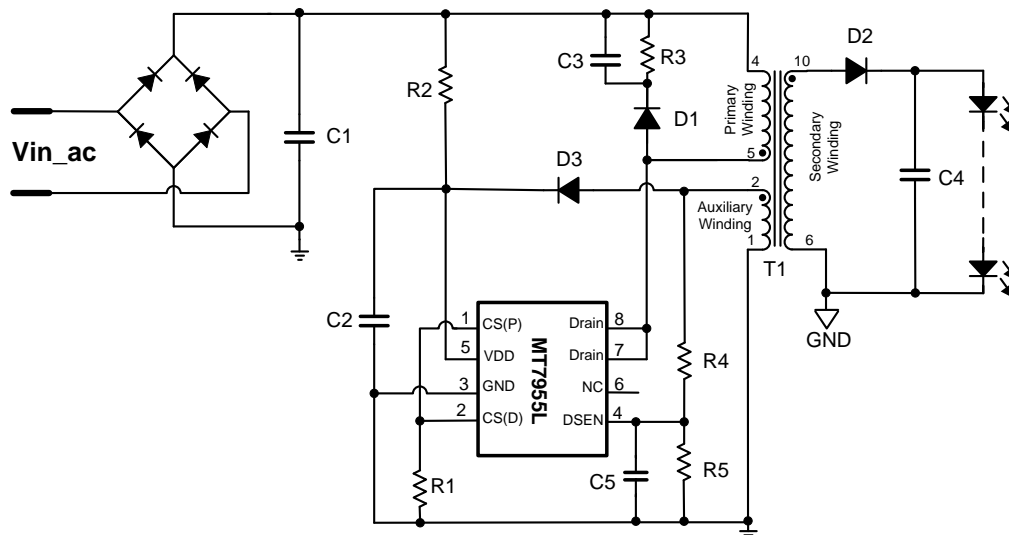 Vin_ac
C1
R2
C3
R3
D1
D3
4
Primary
Winding
5
2
Auxiliary
Winding
1
T1
10
Secondary
Winding
6
D2
C4
GND
C2
R1
1
5
3
2
CS(P)
VDD
GND
CS(D)
MT7955L
Drain
Drain
NC
DSEN
8
7
6
4
R4
C5
R5